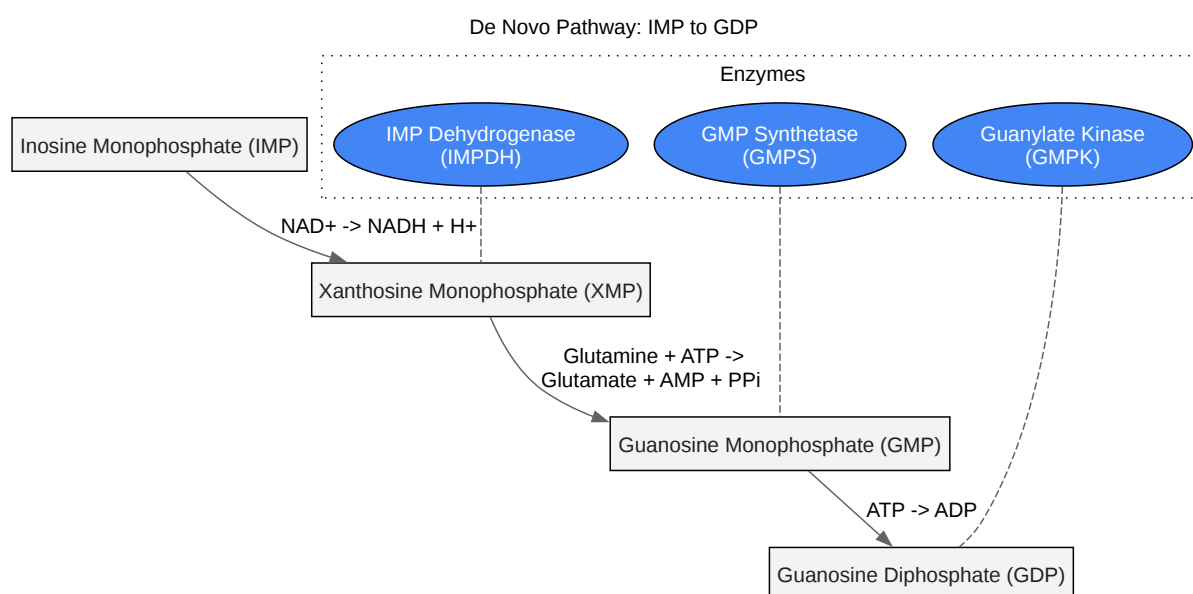 De Novo Pathway: IMP to GDP
Enzymes
IMP Dehydrogenase
(IMPDH)
GMP Synthetase
(GMPS)
Guanylate Kinase
(GMPK)
Inosine Monophosphate (IMP)
NAD+ -> NADH + H+
Xanthosine Monophosphate (XMP)
Glutamine + ATP ->
Glutamate + AMP + PPi
Guanosine Monophosphate (GMP)
ATP -> ADP
Guanosine Diphosphate (GDP)